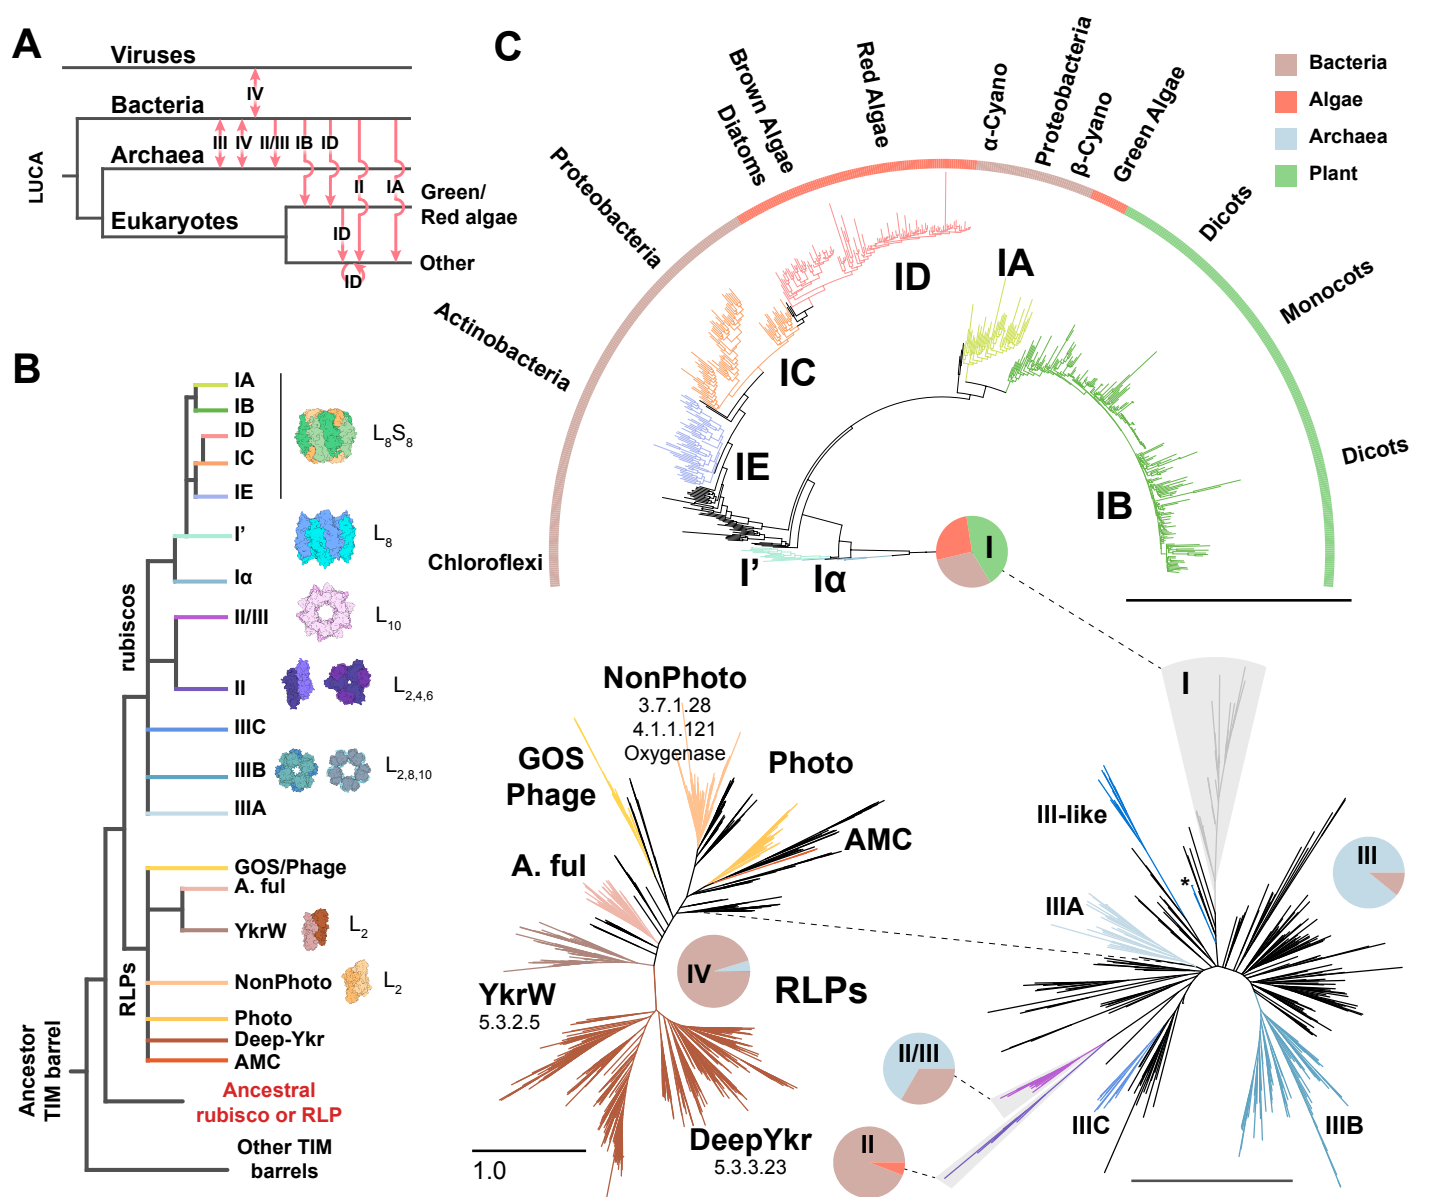 A
Viruses
IV
Bacteria
III
IV
II/III
IB
ID
II
IA
Archaea
LUCA
Eukaryotes
Green/
Red algae
ID
Other
ID
B
IA
IB
ID
IC
IE
L8S8
I’
L8
Iα
rubiscos
II/III
L10
II
L2,4,6
IIIC
IIIB
L2,8,10
IIIA
GOS/Phage
A. ful
YkrW
L2
RLPs
NonPhoto
L2
Photo
Deep-Ykr
AMC
Ancestor
TIM barrel
Ancestral
rubisco or RLP
Other TIM
barrels
C
Chloroflexi
Actinobacteria
Proteobacteria
Diatoms
Brown Algae
Red Algae
α-Cyano
Proteobacteria
β-Cyano
Green Algae
Dicots
Monocots
Dicots
Bacteria
Algae
Archaea
Plant
ID
IA
IC
IE
IB
I’
Iα
I
NonPhoto
3.7.1.28
4.1.1.121
Oxygenase
GOS
Phage
Photo
AMC
A. ful
IV
RLPs
YkrW
5.3.2.5
DeepYkr
5.3.3.23
1.0
I
III-like
*
III
IIIA
II/III
II
IIIC
IIIB